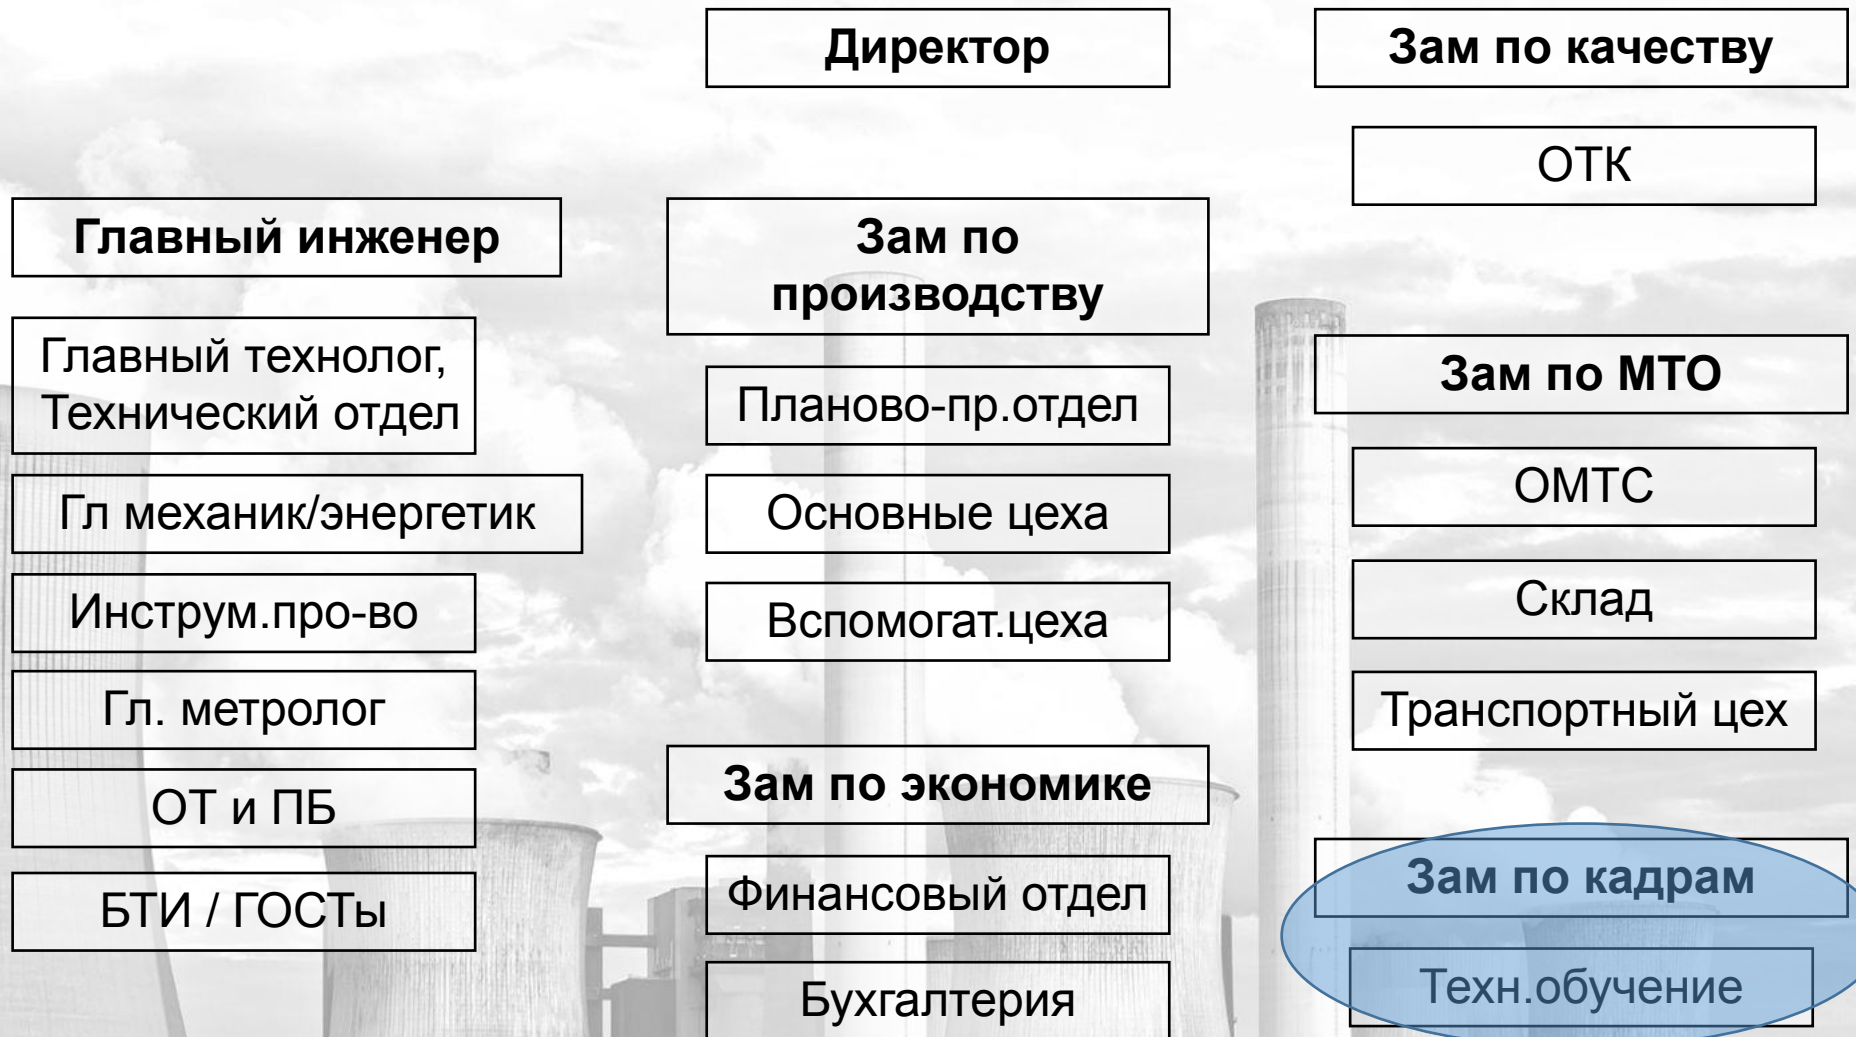 Директор
Зам по качеству
ОТК
Главный инженер
Зам по
производству
Главный технолог,
Технический отдел
Зам по МТО
Планово-пр.отдел
Гл механик/энергетик
Основные цеха
ОМТС
Инструм.про-во
Вспомогат.цеха
Склад
Гл. метролог
Транспортный цех
ОТ и ПБ
Зам по экономике
БТИ / ГОСТы
Финансовый отдел
Зам по кадрам
Бухгалтерия
Техн.обучение